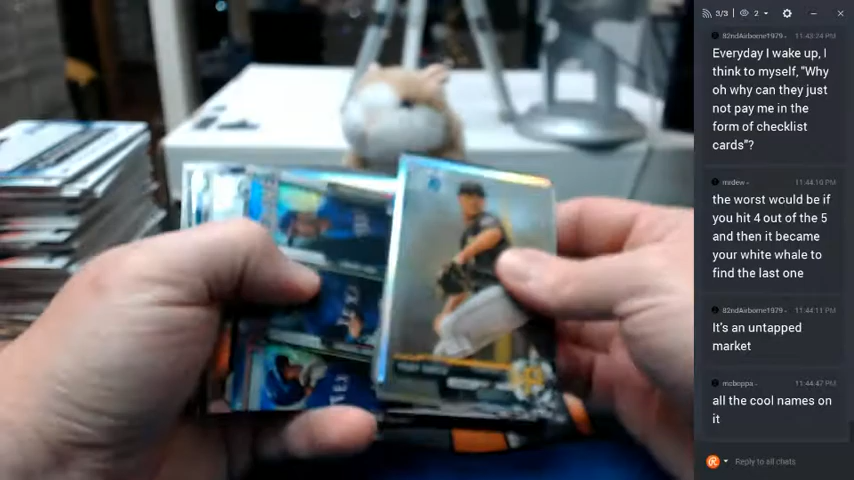 3/3
2
82ndAirborne1979 -
11:43:24 PM
Everyday I wake up, I
think to myself, "Why
oh why can they just
not pay me in the
form of checklist
cards"?
mrdew -
11:44:10 PM
the worst would be if
you hit 4 out of the 5
and then it became
your white whale to
find the last one
82ndAirborne1979 -
11:44:11 PM
It's an untapped
market
mcboppa -
11:44:47 PM
all the cool names on
it
Reply to all chats